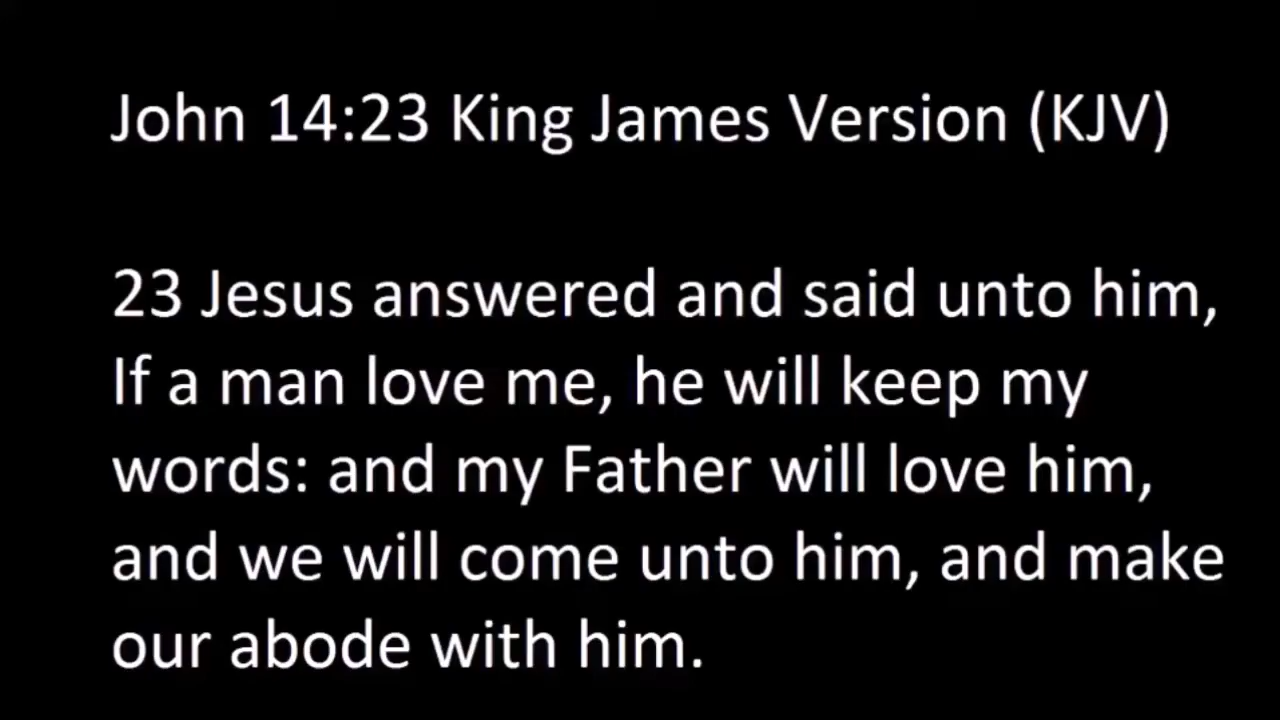 John 14:23 King James Version (KJV)
23 Jesus answered and said unto him,
If a man love me, he will keep my
words: and my Father will love him,
and we will come unto him, and make
our abode with him.